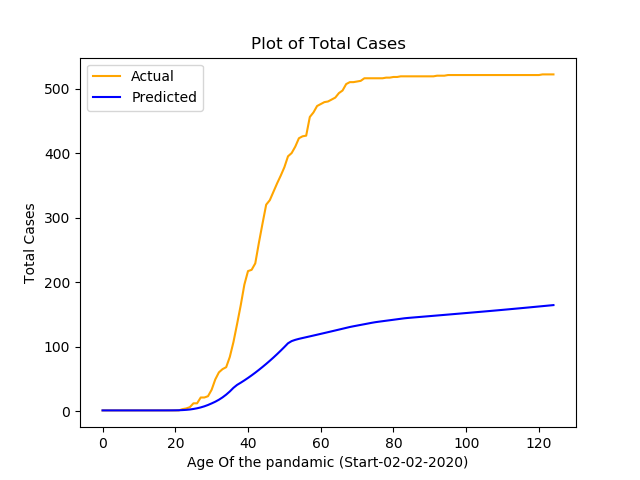 Plot of Total Cases
Actual
Predicted
500
400
300
200
100
0
Total Cases
0 20 40 60 80 100 120
Age Of the pandamic (Start-02-02-2020)